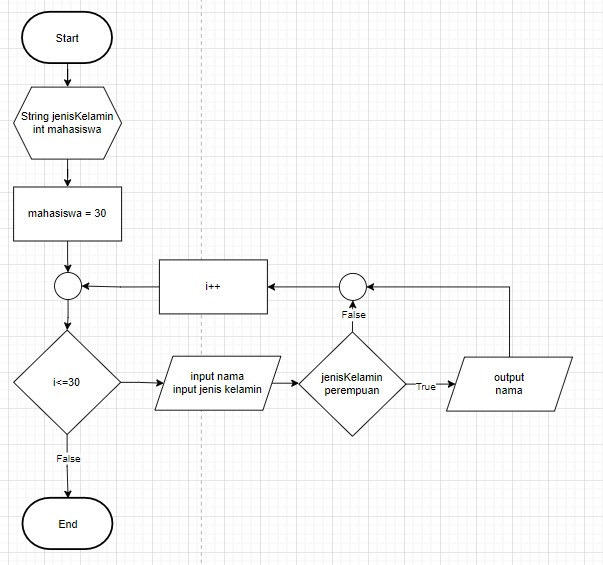 Start
String jenisKelamin
int mahasiswa
mahasiswa = 30
i++
False
i<=30
input nama
input jenis kelamin
jenisKelamin
perempuan
True
output
nama
False
End